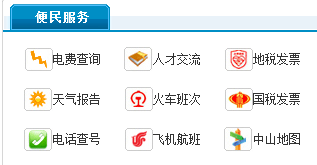 便民服务
电费查询 人才交流 地税发票
天气报告 火车班次 国税发票
电话查号 飞机航班 中山地图